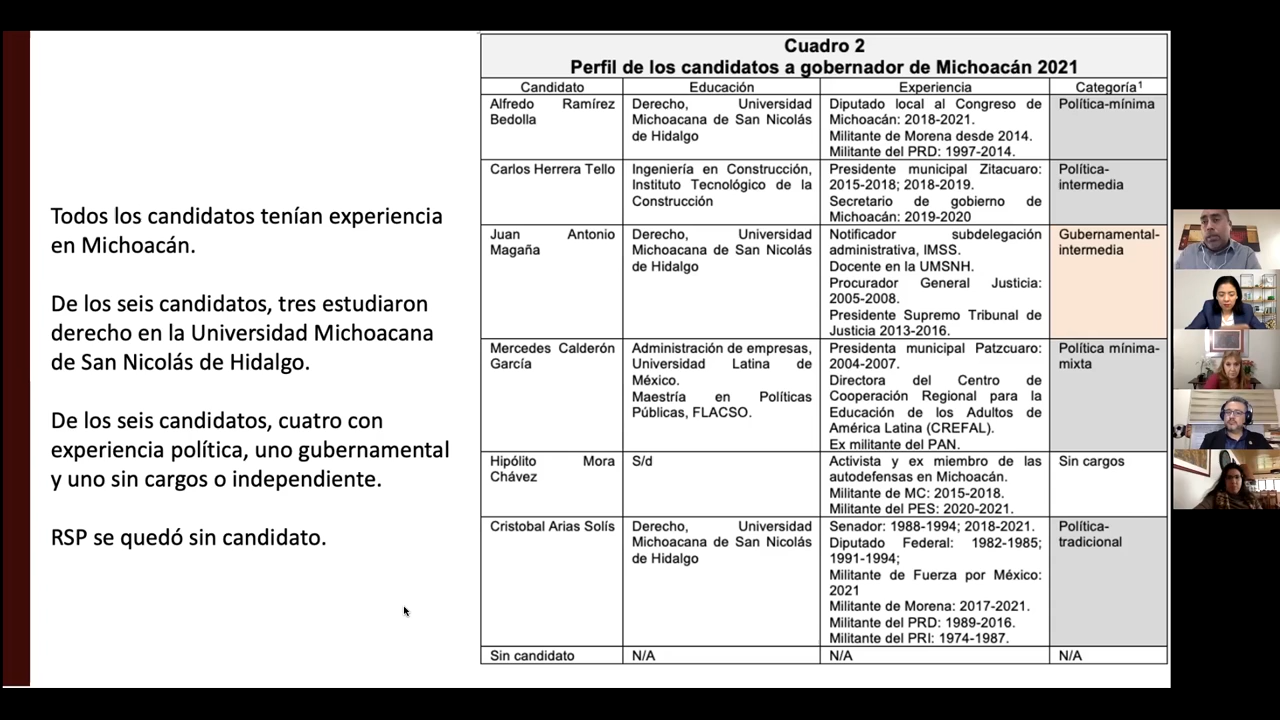 Todos los candidatos tenían experiencia
en Michoacán.
De los seis candidatos, tres estudiaron
derecho en la Universidad Michoacana
de San Nicolás de Hidalgo.
De los seis candidatos, cuatro con
experiencia política, uno gubernamental
y uno sin cargos o independiente.
RSP se quedó sin candidato.
Cuadro 2
Perfil de los candidatos a gobernador de Michoacán 2021
Candidato
Educación
Experiencia
Categoría¹
Alfredo Ramírez
Bedolla
Derecho, Universidad
Michoacana de San Nicolás
de Hidalgo
Diputado local al Congreso de
Michoacán: 2018-2021.
Militante de Morena desde 2014.
Militante del PRD: 1997-2014.
Política-mínima
Carlos Herrera Tello
Ingeniería en Construcción,
Instituto Tecnológico de la
Construcción
Presidente municipal Zitacuaro:
2015-2018; 2018-2019.
Secretario de gobierno de
Michoacán: 2019-2020
Política-
intermedia
Juan Antonio
Magaña
Derecho, Universidad
Michoacana de San Nicolás
de Hidalgo
Notificador subdelegación
administrativa, IMSS.
Docente en la UMSNH.
Procurador General Justicia:
2005-2008.
Presidente Supremo Tribunal de
Justicia 2013-2016.
Gubernamental-
intermedia
Mercedes Calderón
García
Administración de empresas,
Universidad Latina de
México.
Maestría en Políticas
Públicas, FLACSO.
Presidenta municipal Patzcuaro:
2004-2007.
Directora del Centro de
Cooperación Regional para la
Educación de los Adultos de
América Latina (CREFAL).
Ex militante del PAN.
Política mínima-
mixta
Hipólito Mora
Chávez
S/d
Activista y ex miembro de las
autodefensas en Michoacán.
Militante de MC: 2015-2018.
Militante del PES: 2020-2021.
Sin cargos
Cristobal Arias Solís
Derecho, Universidad
Michoacana de San Nicolás
de Hidalgo
Senador: 1988-1994; 2018-2021.
Diputado Federal: 1982-1985;
1991-1994;
Militante de Fuerza por México:
2021
Militante de Morena: 2017-2021.
Militante del PRD: 1989-2016.
Militante del PRI: 1974-1987.
Política-
tradicional
Sin candidato
N/A
N/A
N/A